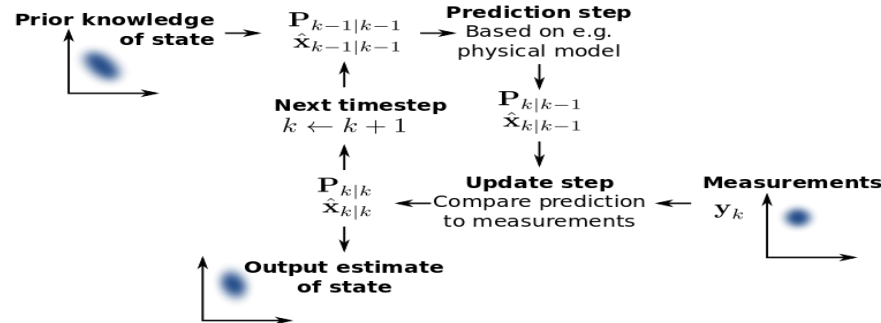 Prior knowledge
of state
P_{k−1|k−1}
x̂_{k−1|k−1}
Prediction step
Based on e.g.
physical model
P_{k|k−1}
x̂_{k|k−1}
Next timestep
k ← k + 1
P_{k|k}
x̂_{k|k}
Update step
Compare prediction
to measurements
Measurements
y_k
Output estimate
of state